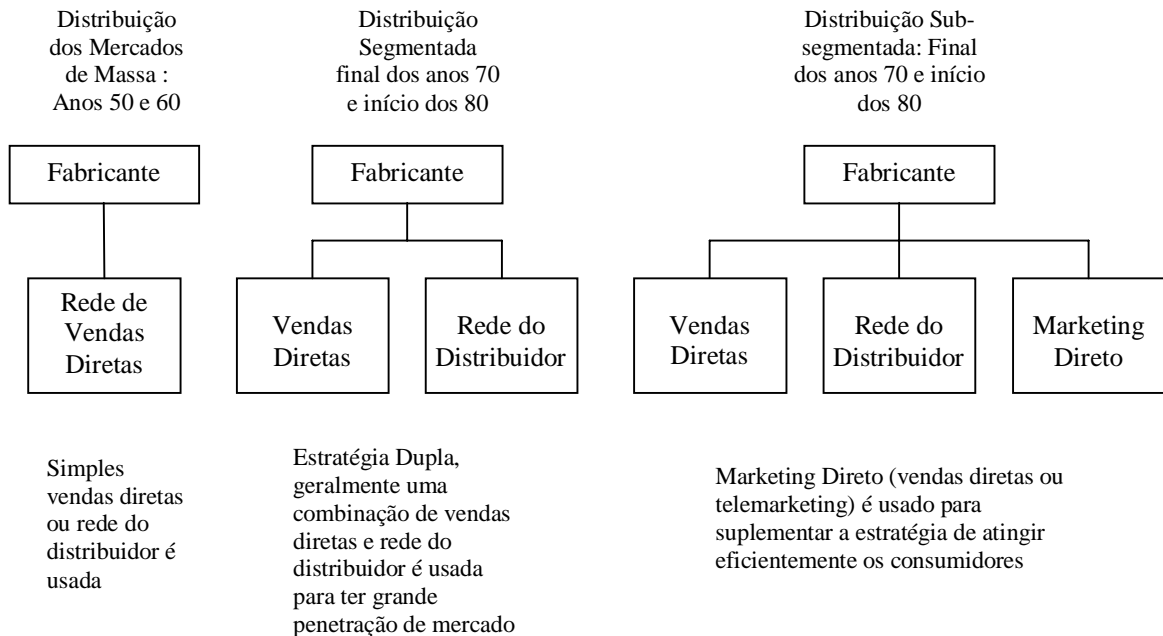 Distribuição
dos Mercados
de Massa :
Anos 50 e 60
Fabricante
Rede de
Vendas
Diretas
Simples
vendas diretas
ou rede do
distribuidor é
usada
Distribuição
Segmentada
final dos anos 70
e início dos 80
Fabricante
Vendas
Diretas
Rede do
Distribuidor
Estratégia Dupla,
geralmente uma
combinação de vendas
diretas e rede do
distribuidor é usada
para ter grande
penetração de mercado
Distribuição Sub-
segmentada: Final
dos anos 70 e início
dos 80
Fabricante
Vendas
Diretas
Rede do
Distribuidor
Marketing
Direto
Marketing Direto (vendas diretas ou
telemarketing) é usado para
suplementar a estratégia de atingir
eficientemente os consumidores